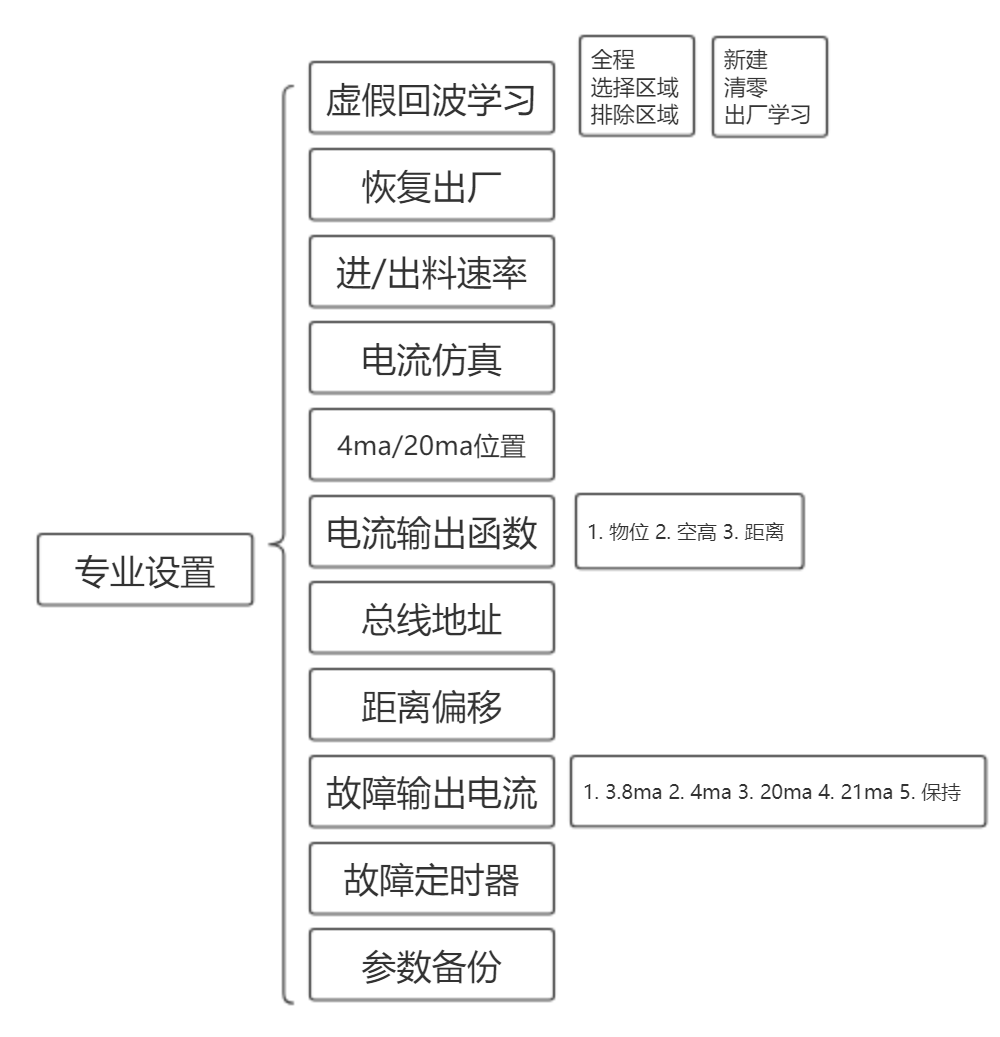 虚假回波学习
全程
选择区域
排除区域
新建
清零
出厂学习
恢复出厂
进/出料速率
电流仿真
4ma/20ma位置
专业设置
电流输出函数
1. 物位 2. 空高 3. 距离
总线地址
距离偏移
故障输出电流
1. 3.8ma 2. 4ma 3. 20ma 4. 21ma 5. 保持
故障定时器
参数备份